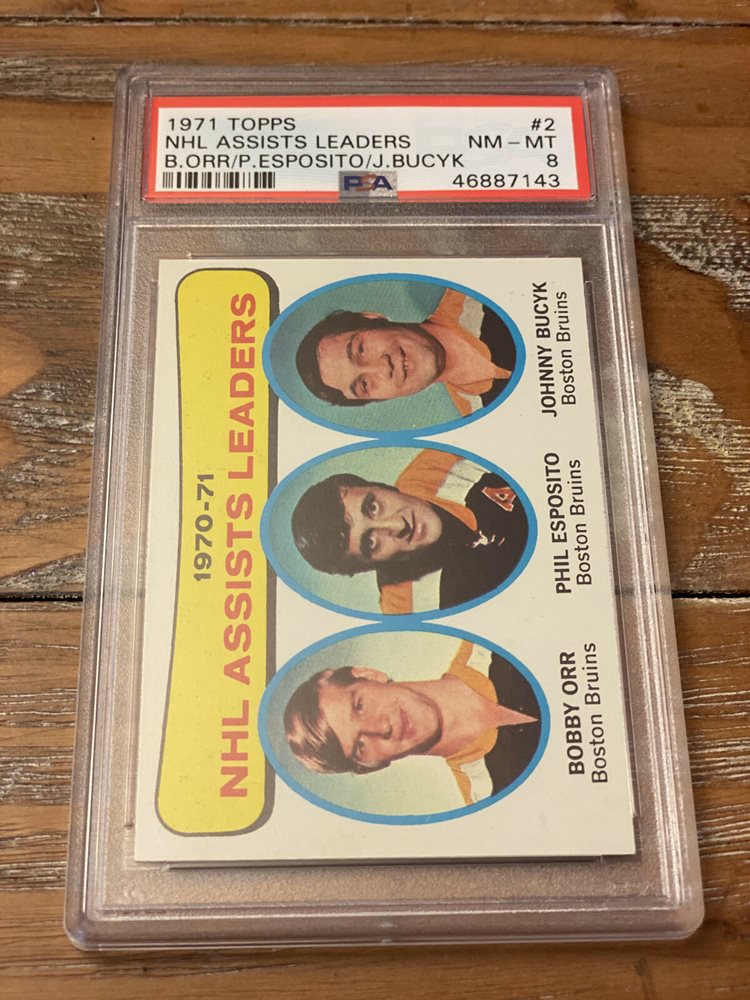 1971 TOPPS #2
NHL ASSISTS LEADERS NM - MT
B.ORR/P.ESPOSITO/J.BUCYK 8
PSA 46887143
1970-71
NHL ASSISTS LEADERS
BOBBY ORR
Boston Bruins
PHIL ESPOSITO
Boston Bruins
A
JOHNNY BUCYK
Boston Bruins